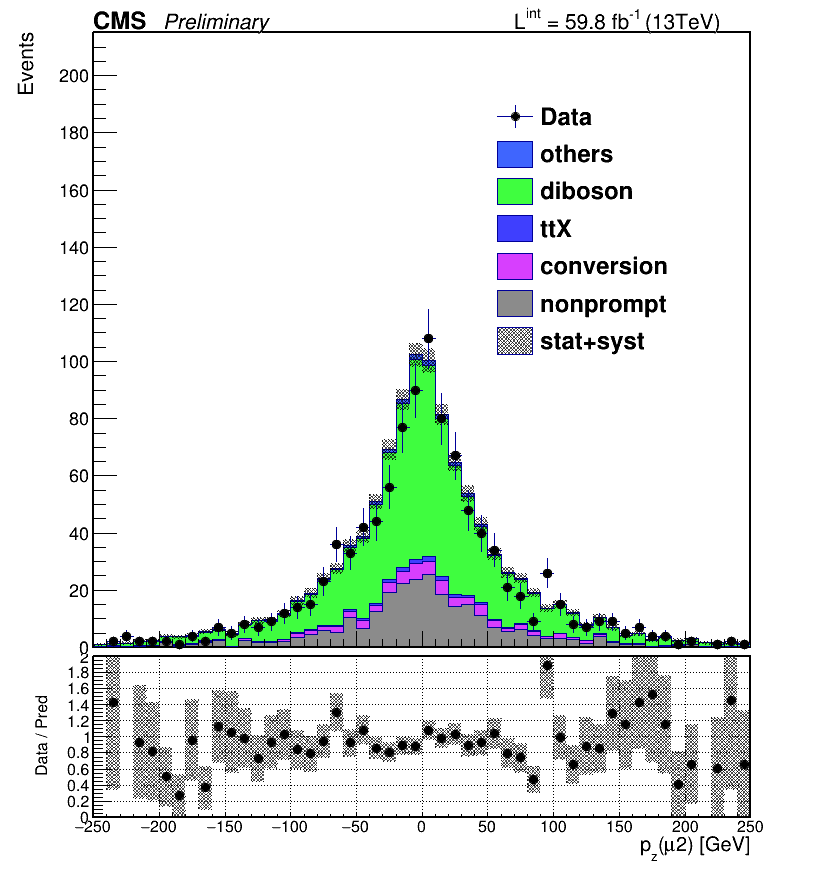 CMS Preliminary L^int = 59.8 fb^-1 (13TeV)
Events
200
180
160
140
120
100
80
60
40
20
0
Data
others
diboson
ttX
conversion
nonprompt
stat+syst
Data / Pred
2
1.8
1.6
1.4
1.2
1
0.8
0.6
0.4
0.2
0
−250 −200 −150 −100 −50 0 50 100 150 200 250
p_z(μ2) [GeV]